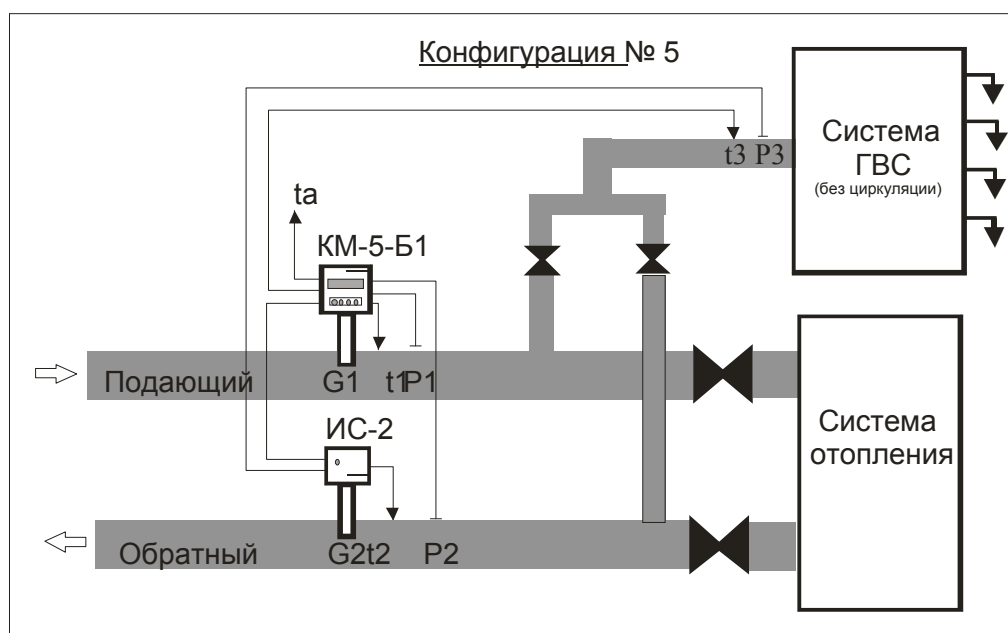 Конфигурация № 5
Система
ГВС
(без циркуляции)
t3 P3
ta
КМ-5-Б1
Подающий G1 t1P1
ИС-2
Система
отопления
Обратный G2t2 P2